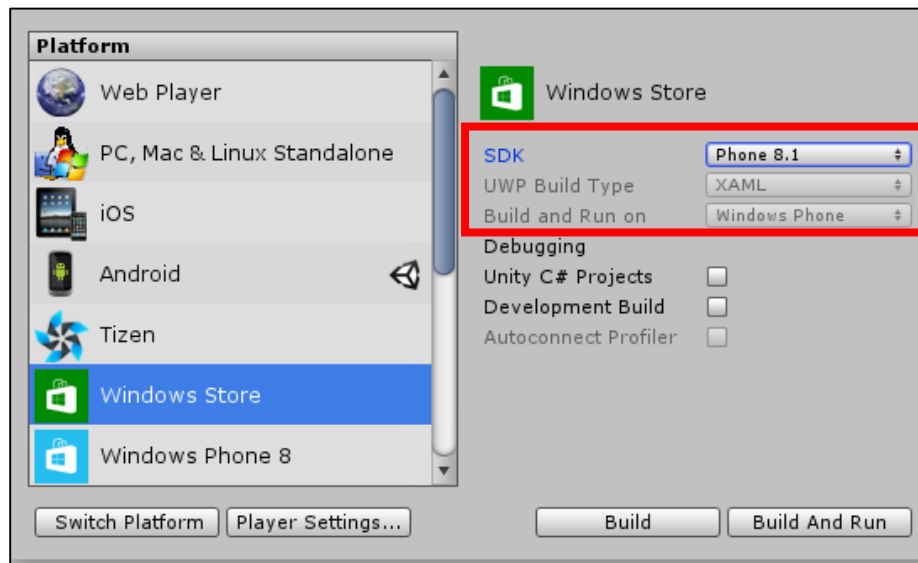 Platform
Web Player
PC, Mac & Linux Standalone
iOS
Android
Tizen
Windows Store
Windows Phone 8
Switch Platform
Player Settings...
Windows Store
SDK Phone 8.1
UWP Build Type XAML
Build and Run on Windows Phone
Debugging
Unity C# Projects
Development Build
Autoconnect Profiler
Build
Build And Run